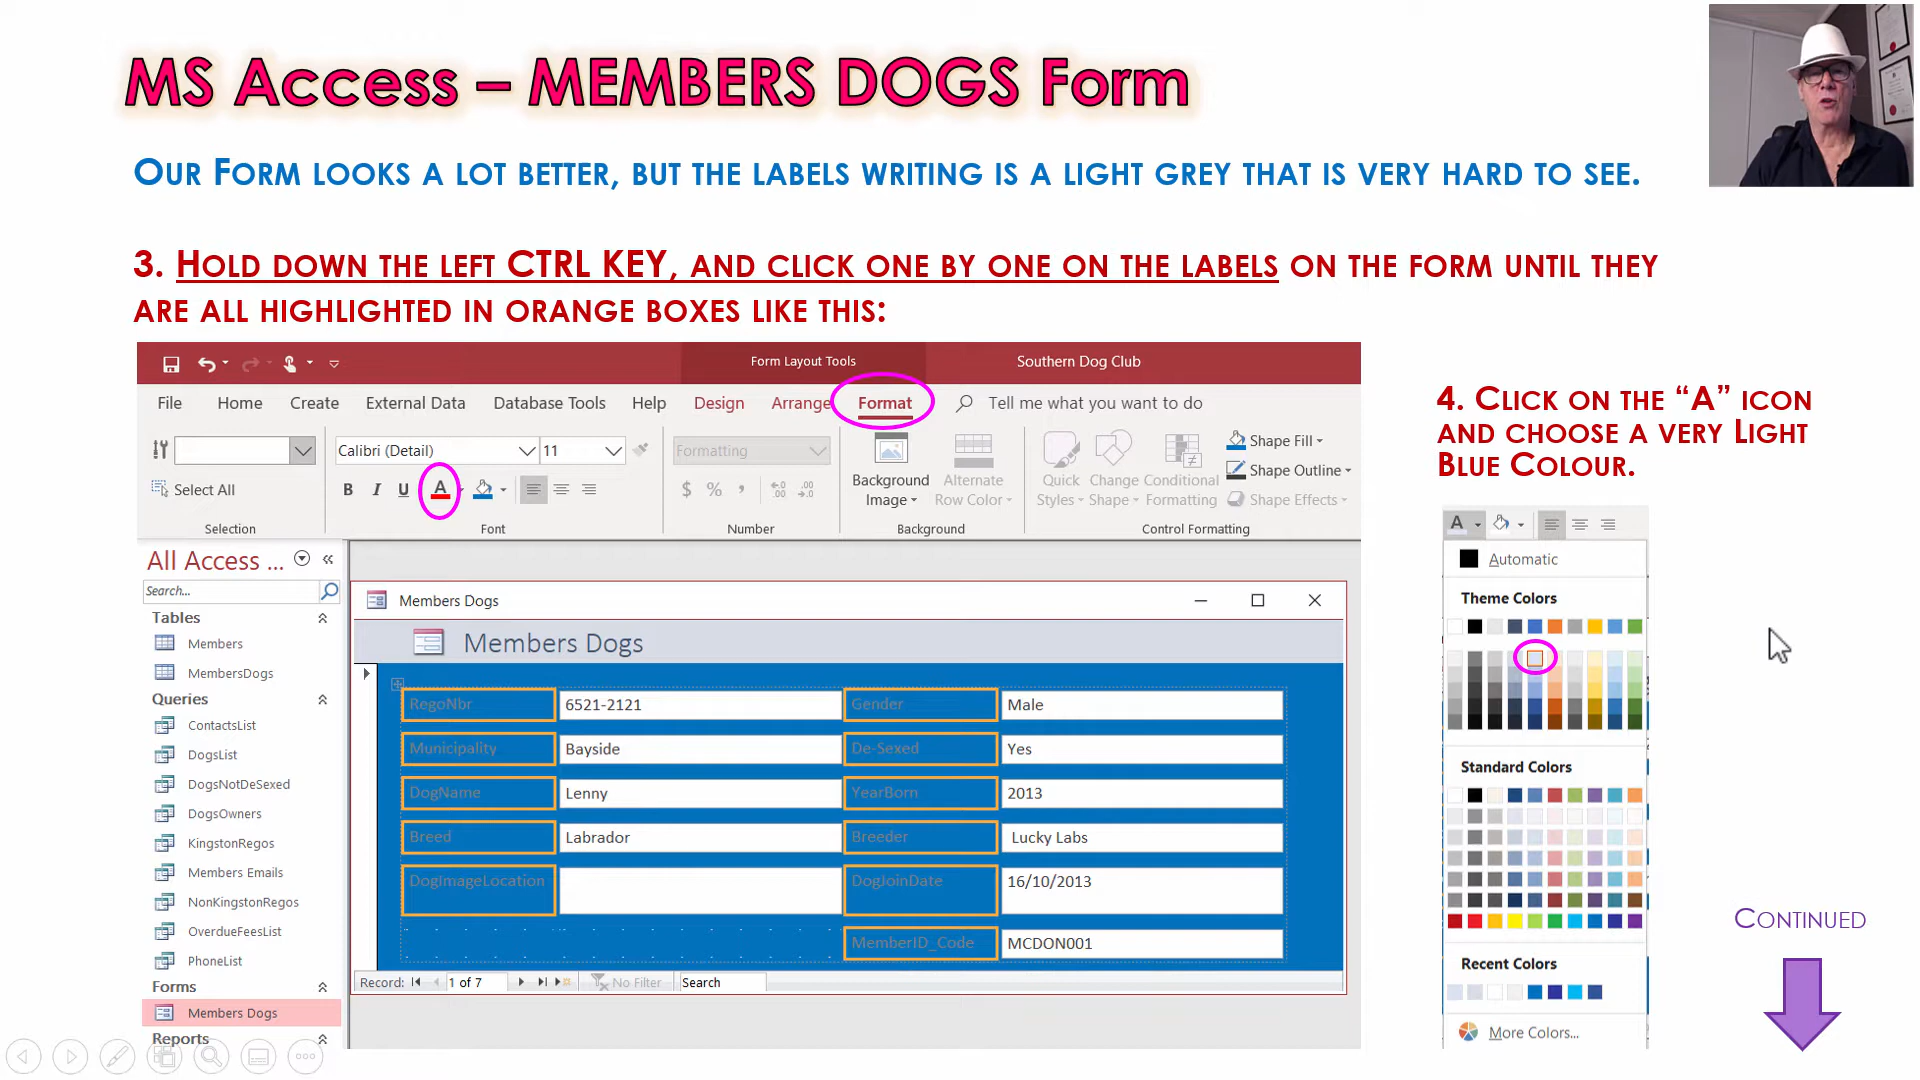 MS Access – MEMBERS DOGS Form
Our Form looks a lot better, but the labels writing is a light grey that is very hard to see.
3. Hold down the left CTRL KEY, and click one by one on the labels on the form until they
are all highlighted in orange boxes like this:
Form Layout Tools
Southern Dog Club
File Home Create External Data Database Tools Help Design Arrange Format Tell me what you want to do
Calibri (Detail) 11 Formatting
Select All
B I U A $ % ,
Background Image
Alternate Row Color
Quick Styles
Change Shape
Conditional Formatting
Shape Fill
Shape Outline
Shape Effects
Selection Font Number Background Control Formatting
All Access ...
Search...
Tables
Members
MembersDogs
Queries
ContactsList
DogsList
DogsNotDeSexed
DogsOwners
KingstonRegos
Members Emails
NonKingstonRegos
OverdueFeesList
PhoneList
Forms
Members Dogs
Reports
Members Dogs
Members Dogs
RegoNbr 6521-2121 Gender Male
Municipality Bayside De-Sexed Yes
DogName Lenny YearBorn 2013
Breed Labrador Breeder Lucky Labs
DogImageLocation DogJoinDate 16/10/2013
MemberID_Code MCDON001
Record: 1 of 7 No Filter Search
4. Click on the “A” icon
and choose a very Light
Blue Colour.
A
Automatic
Theme Colors
Standard Colors
Recent Colors
More Colors...
Continued